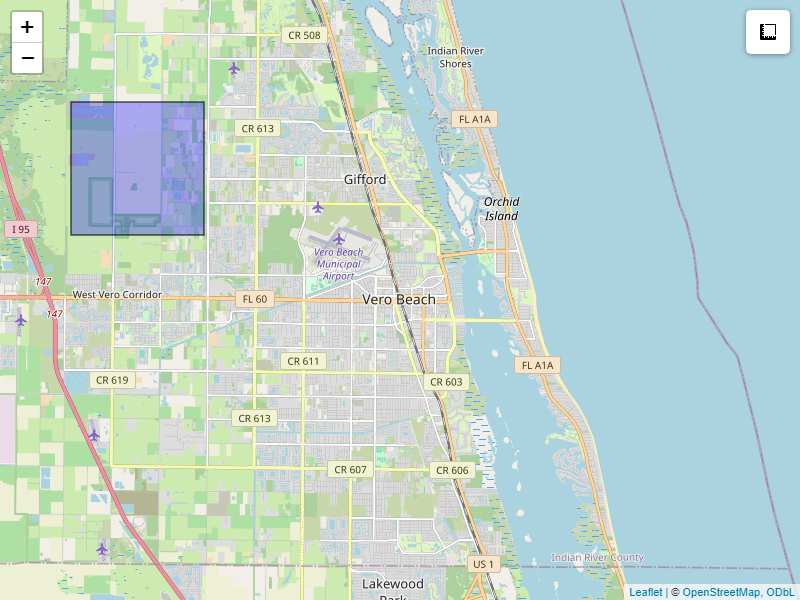 +
−
CR 508
Indian River
Shores
FL A1A
CR 613
Gifford
Orchid
Island
I 95
Vero Beach
Municipal
Airport
147
West Vero Corridor
FL 60
Vero Beach
147
CR 611
FL A1A
CR 619
CR 603
CR 613
CR 607
CR 606
Indian River County
US 1
Lakewood
Park
Leaflet | © OpenStreetMap, ODbL